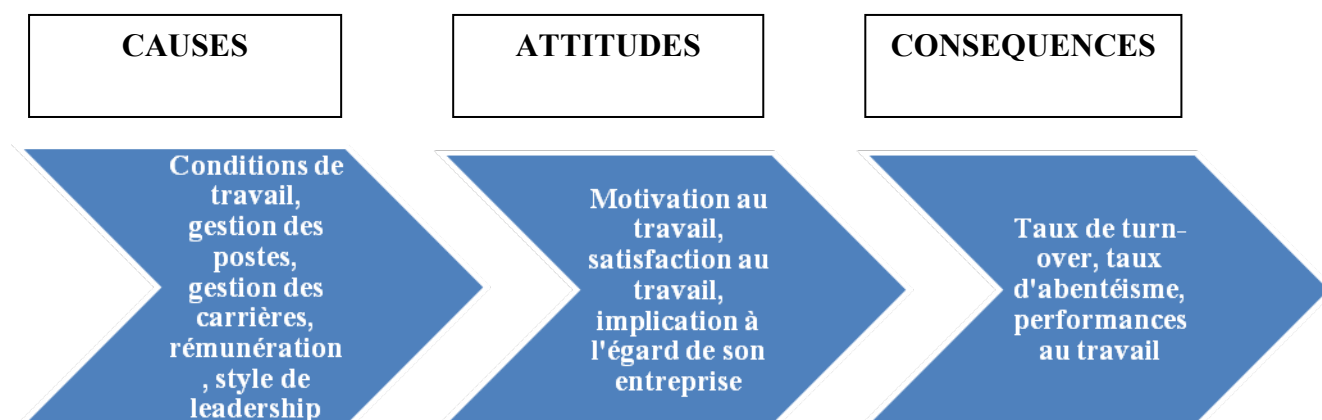 CAUSES
ATTITUDES
CONSEQUENCES
Conditions de
travail,
gestion des
postes,
gestion des
carrières,
rémunération
, style de
leadership
Motivation au
travail,
satisfaction au
travail,
implication à
l'égard de son
entreprise
Taux de turn-
over, taux
d'abentéisme,
performances
au travail